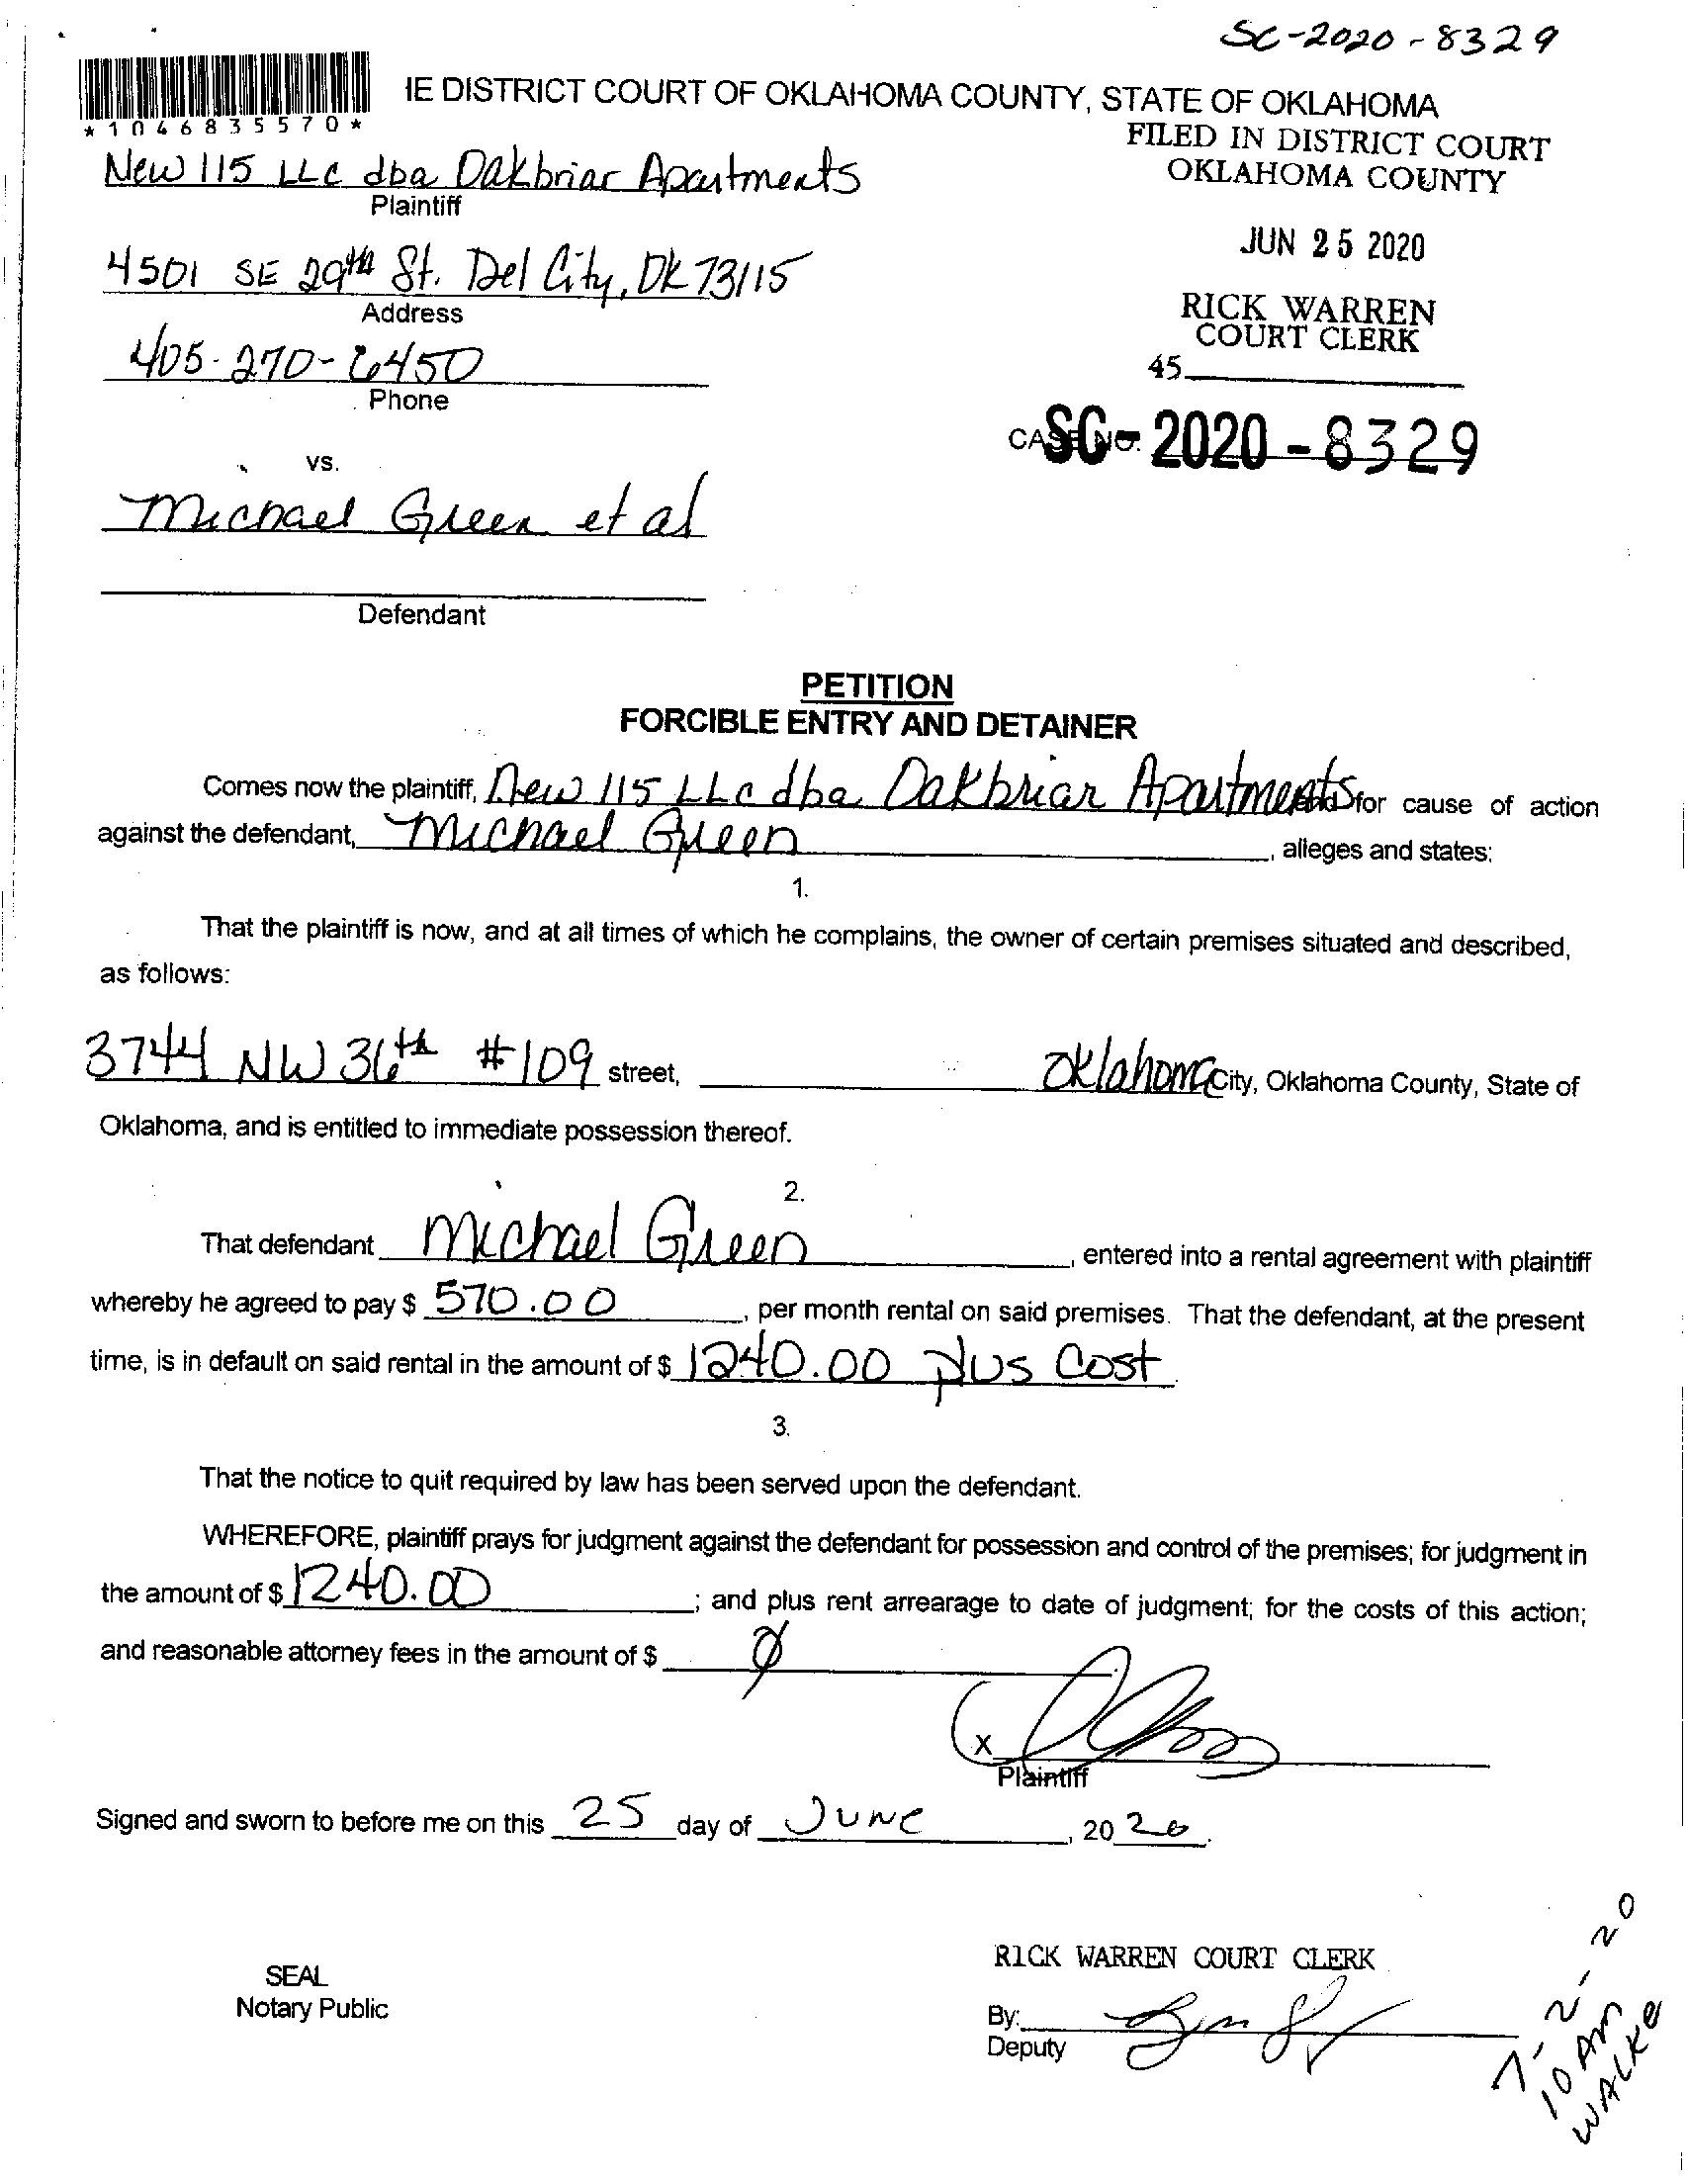 SC-2020-8329
IE DISTRICT COURT OF OKLAHOMA COUNTY, STATE OF OKLAHOMA
*1046835570*
FILED IN DISTRICT COURT
OKLAHOMA COUNTY
New 115 LLC dba Oakbriar Apartments
Plaintiff
JUN 25 2020
4501 SE 29th St. Del City, OK 73115
Address
RICK WARREN
COURT CLERK
405-270-6450
45
Phone
CASE NO. SC-2020-8329
vs.
Michael Green et al
Defendant
PETITION
FORCIBLE ENTRY AND DETAINER
Comes now the plaintiff, New 115 LLC dba Oakbriar Apartments and for cause of action
against the defendant, Michael Green, alleges and states:
1.
That the plaintiff is now, and at all times of which he complains, the owner of certain premises situated and described,
as follows:
3744 NW 36th #109 street, Oklahoma City, Oklahoma County, State of
Oklahoma, and is entitled to immediate possession thereof.
2.
That defendant Michael Green, entered into a rental agreement with plaintiff
whereby he agreed to pay $ 570.00, per month rental on said premises. That the defendant, at the present
time, is in default on said rental in the amount of $ 1240.00 plus Cost.
3.
That the notice to quit required by law has been served upon the defendant.
WHEREFORE, plaintiff prays for judgment against the defendant for possession and control of the premises; for judgment in
the amount of $ 1240.00; and plus rent arrearage to date of judgment; for the costs of this action;
and reasonable attorney fees in the amount of $ Ø
X
Plaintiff
Signed and sworn to before me on this 25 day of June, 2020.
RICK WARREN COURT CLERK
SEAL
Notary Public
By:
Deputy
7-2-20
10 AM
WALKE